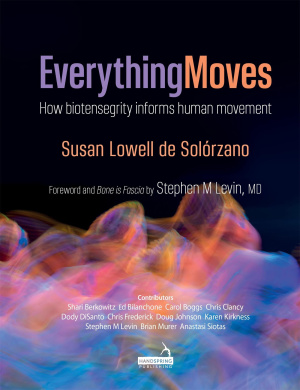 EverythingMoves
How biotensegrity informs human movement
Susan Lowell de Solórzano
Foreword and Bone is Fascia by Stephen M Levin, MD
Contributors
Shari Berkowitz Ed Bilanchone Carol Boggs Chris Clancy
Dody DiSanto Chris Frederick Doug Johnson Karen Kirkness
Stephen M Levin Brian Murer Anastasi Siotas
HANDSPRING
PUBLISHING